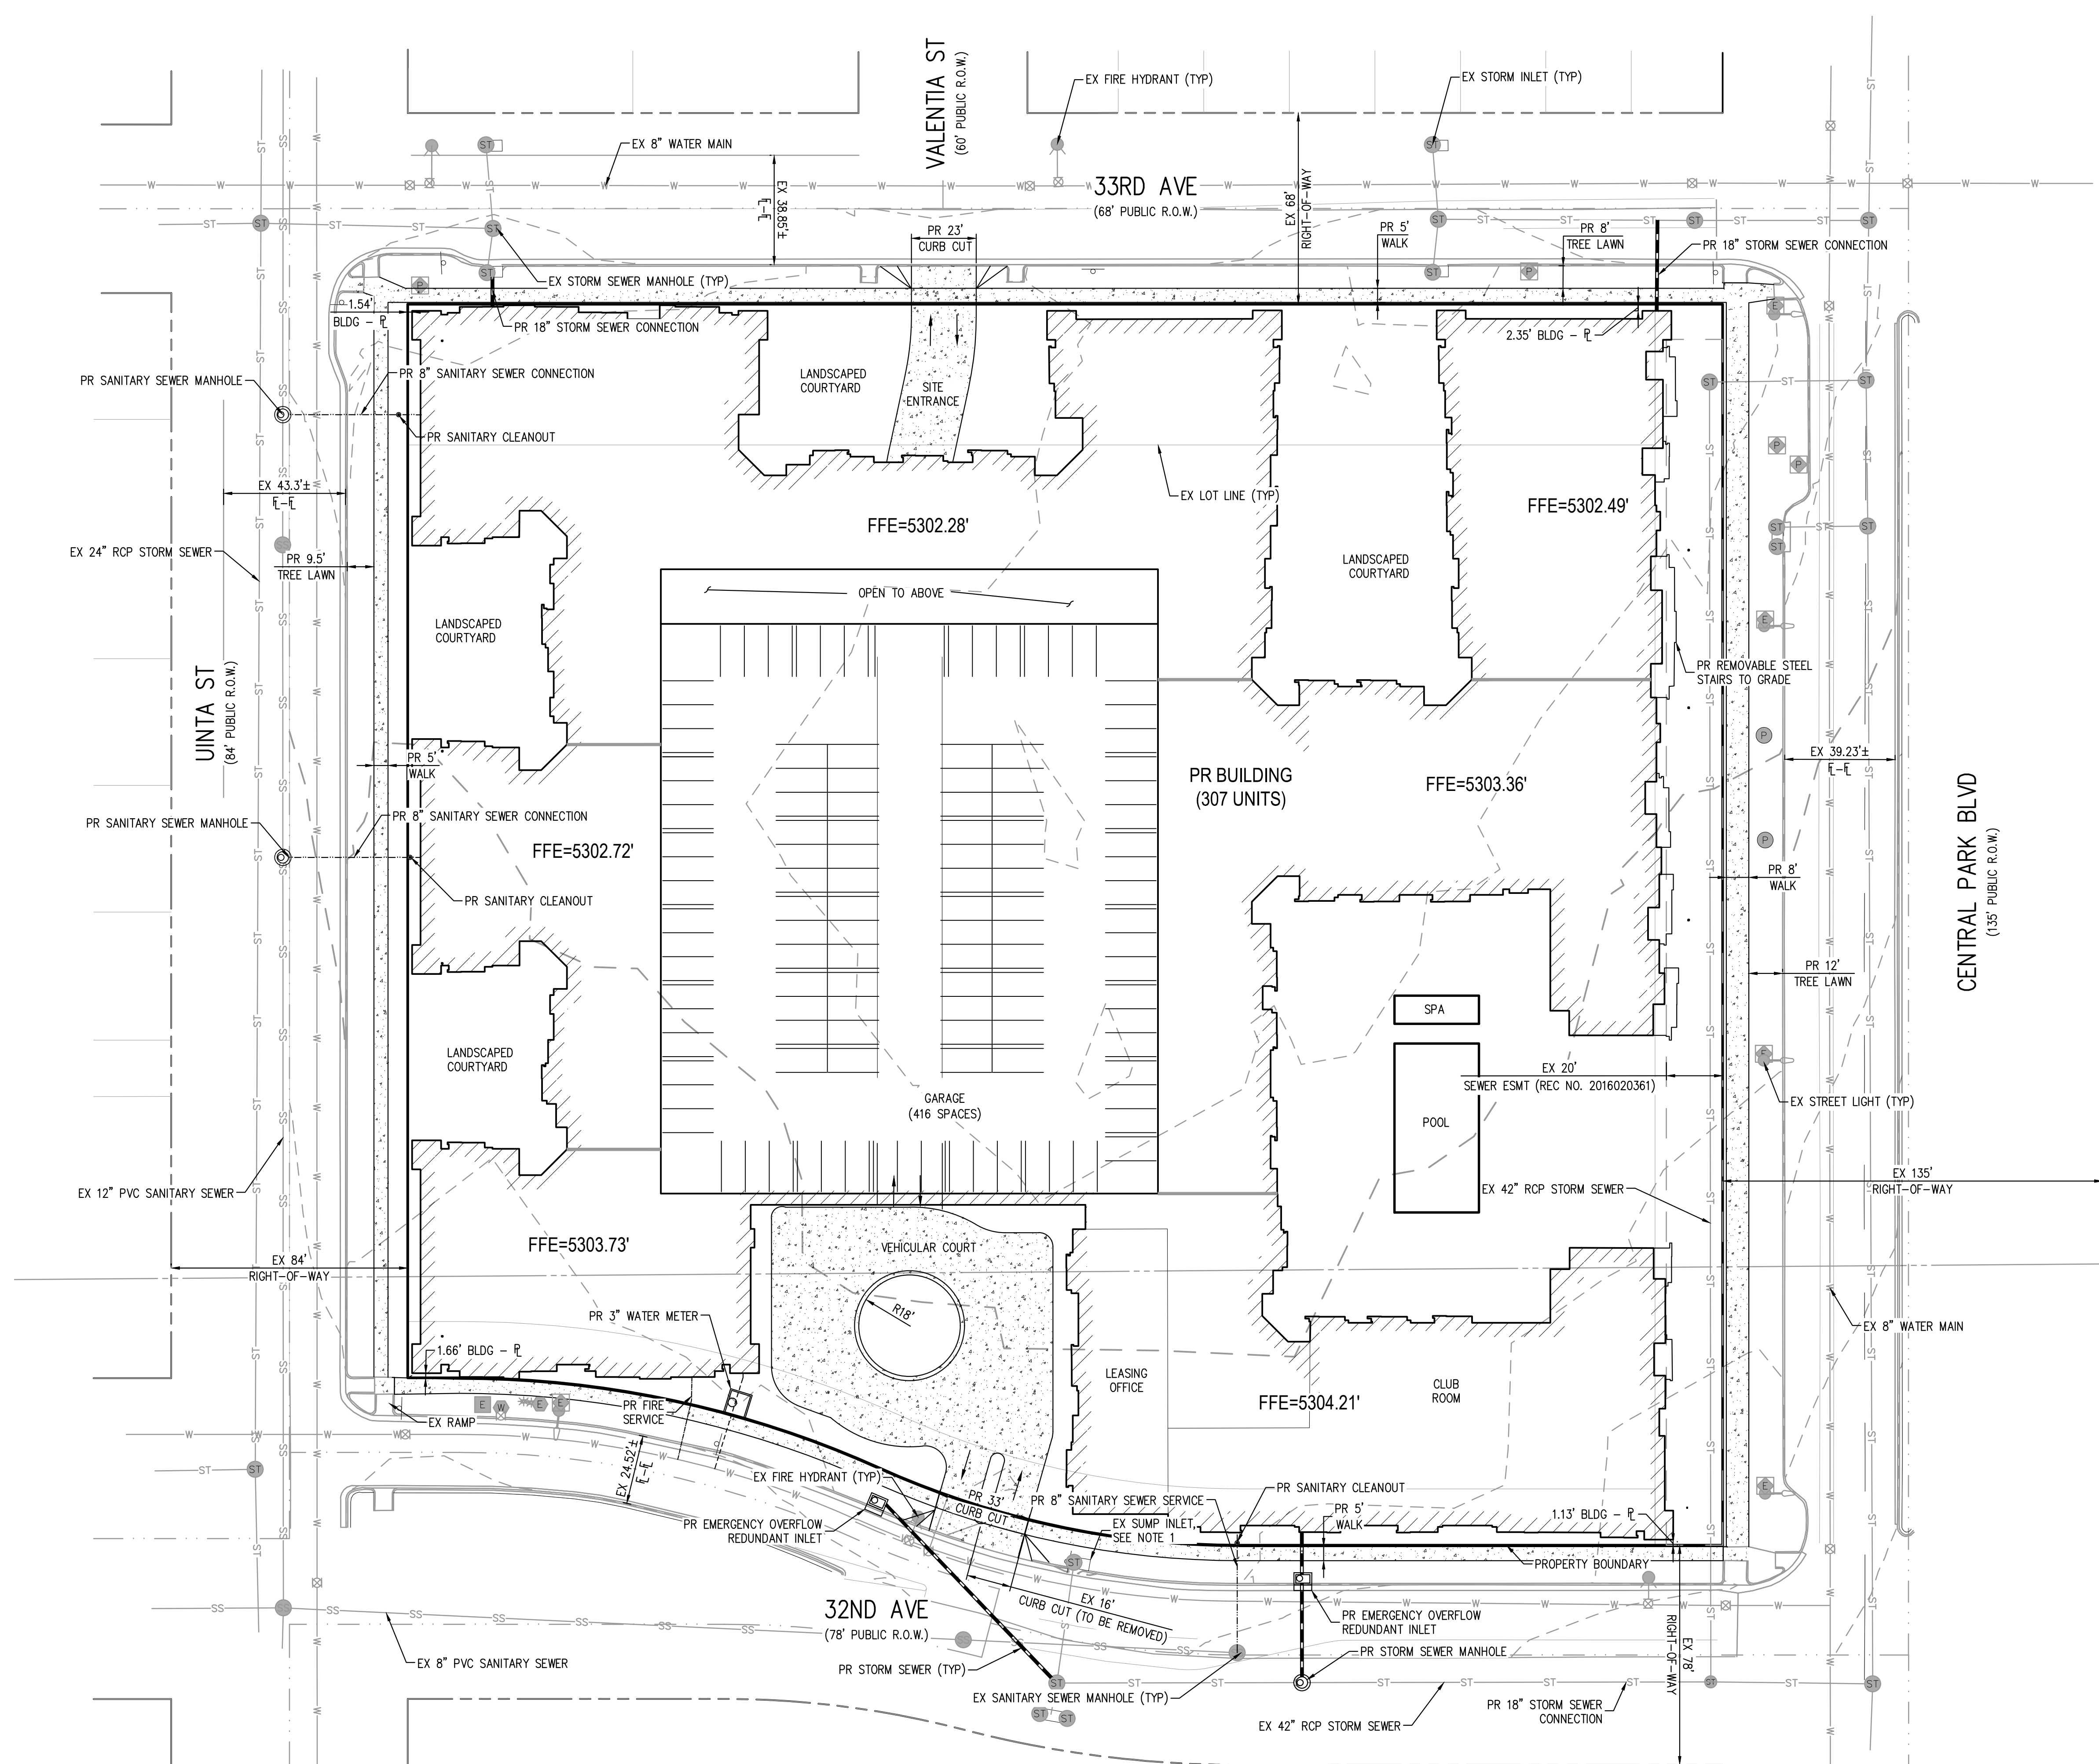 VALENTIA ST
(60' PUBLIC R.O.W.)
EX FIRE HYDRANT (TYP)
EX STORM INLET (TYP)
EX 8" WATER MAIN
33RD AVE
(68' PUBLIC R.O.W.)
EX 38.85'±
FL-FL
EX 68'
RIGHT-OF-WAY
PR 23'
CURB CUT
PR 5'
WALK
PR 8'
TREE LAWN
PR 18" STORM SEWER CONNECTION
EX STORM SEWER MANHOLE (TYP)
1.54'
BLDG - PL
PR 18" STORM SEWER CONNECTION
2.35' BLDG - PL
PR SANITARY SEWER MANHOLE
PR 8" SANITARY SEWER CONNECTION
LANDSCAPED
COURTYARD
SITE
ENTRANCE
PR SANITARY CLEANOUT
EX 43.3'±
FL-FL
EX LOT LINE (TYP)
FFE=5302.28'
FFE=5302.49'
EX 24" RCP STORM SEWER
PR 9.5'
TREE LAWN
LANDSCAPED
COURTYARD
OPEN TO ABOVE
LANDSCAPED
COURTYARD
UINTA ST
(84' PUBLIC R.O.W.)
PR REMOVABLE STEEL
STAIRS TO GRADE
PR 5'
WALK
EX 39.23'±
FL-FL
PR BUILDING
(307 UNITS)
FFE=5303.36'
PR SANITARY SEWER MANHOLE
PR 8" SANITARY SEWER CONNECTION
FFE=5302.72'
CENTRAL PARK BLVD
(135' PUBLIC R.O.W.)
PR 8'
WALK
PR SANITARY CLEANOUT
PR 12'
TREE LAWN
SPA
LANDSCAPED
COURTYARD
EX 20'
SEWER ESMT (REC NO. 2016020361)
GARAGE
(416 SPACES)
EX STREET LIGHT (TYP)
POOL
EX 12" PVC SANITARY SEWER
EX 42" RCP STORM SEWER
EX 135'
RIGHT-OF-WAY
FFE=5303.73'
VEHICULAR COURT
EX 84'
RIGHT-OF-WAY
R18'
PR 3" WATER METER
EX 8" WATER MAIN
1.66' BLDG - PL
LEASING
OFFICE
FFE=5304.21'
CLUB
ROOM
PR FIRE
SERVICE
EX RAMP
EX 24.52'±
FL-FL
EX FIRE HYDRANT (TYP)
PR 33'
CURB CUT
PR 8" SANITARY SEWER SERVICE
PR SANITARY CLEANOUT
PR 5'
WALK
1.13' BLDG - PL
PR EMERGENCY OVERFLOW
REDUNDANT INLET
EX SUMP INLET,
SEE NOTE 1
PROPERTY BOUNDARY
32ND AVE
(78' PUBLIC R.O.W.)
EX 16'
CURB CUT (TO BE REMOVED)
PR EMERGENCY OVERFLOW
REDUNDANT INLET
EX 78'
RIGHT-OF-WAY
EX 8" PVC SANITARY SEWER
PR STORM SEWER (TYP)
PR STORM SEWER MANHOLE
EX SANITARY SEWER MANHOLE (TYP)
EX 42" RCP STORM SEWER
PR 18" STORM SEWER
CONNECTION